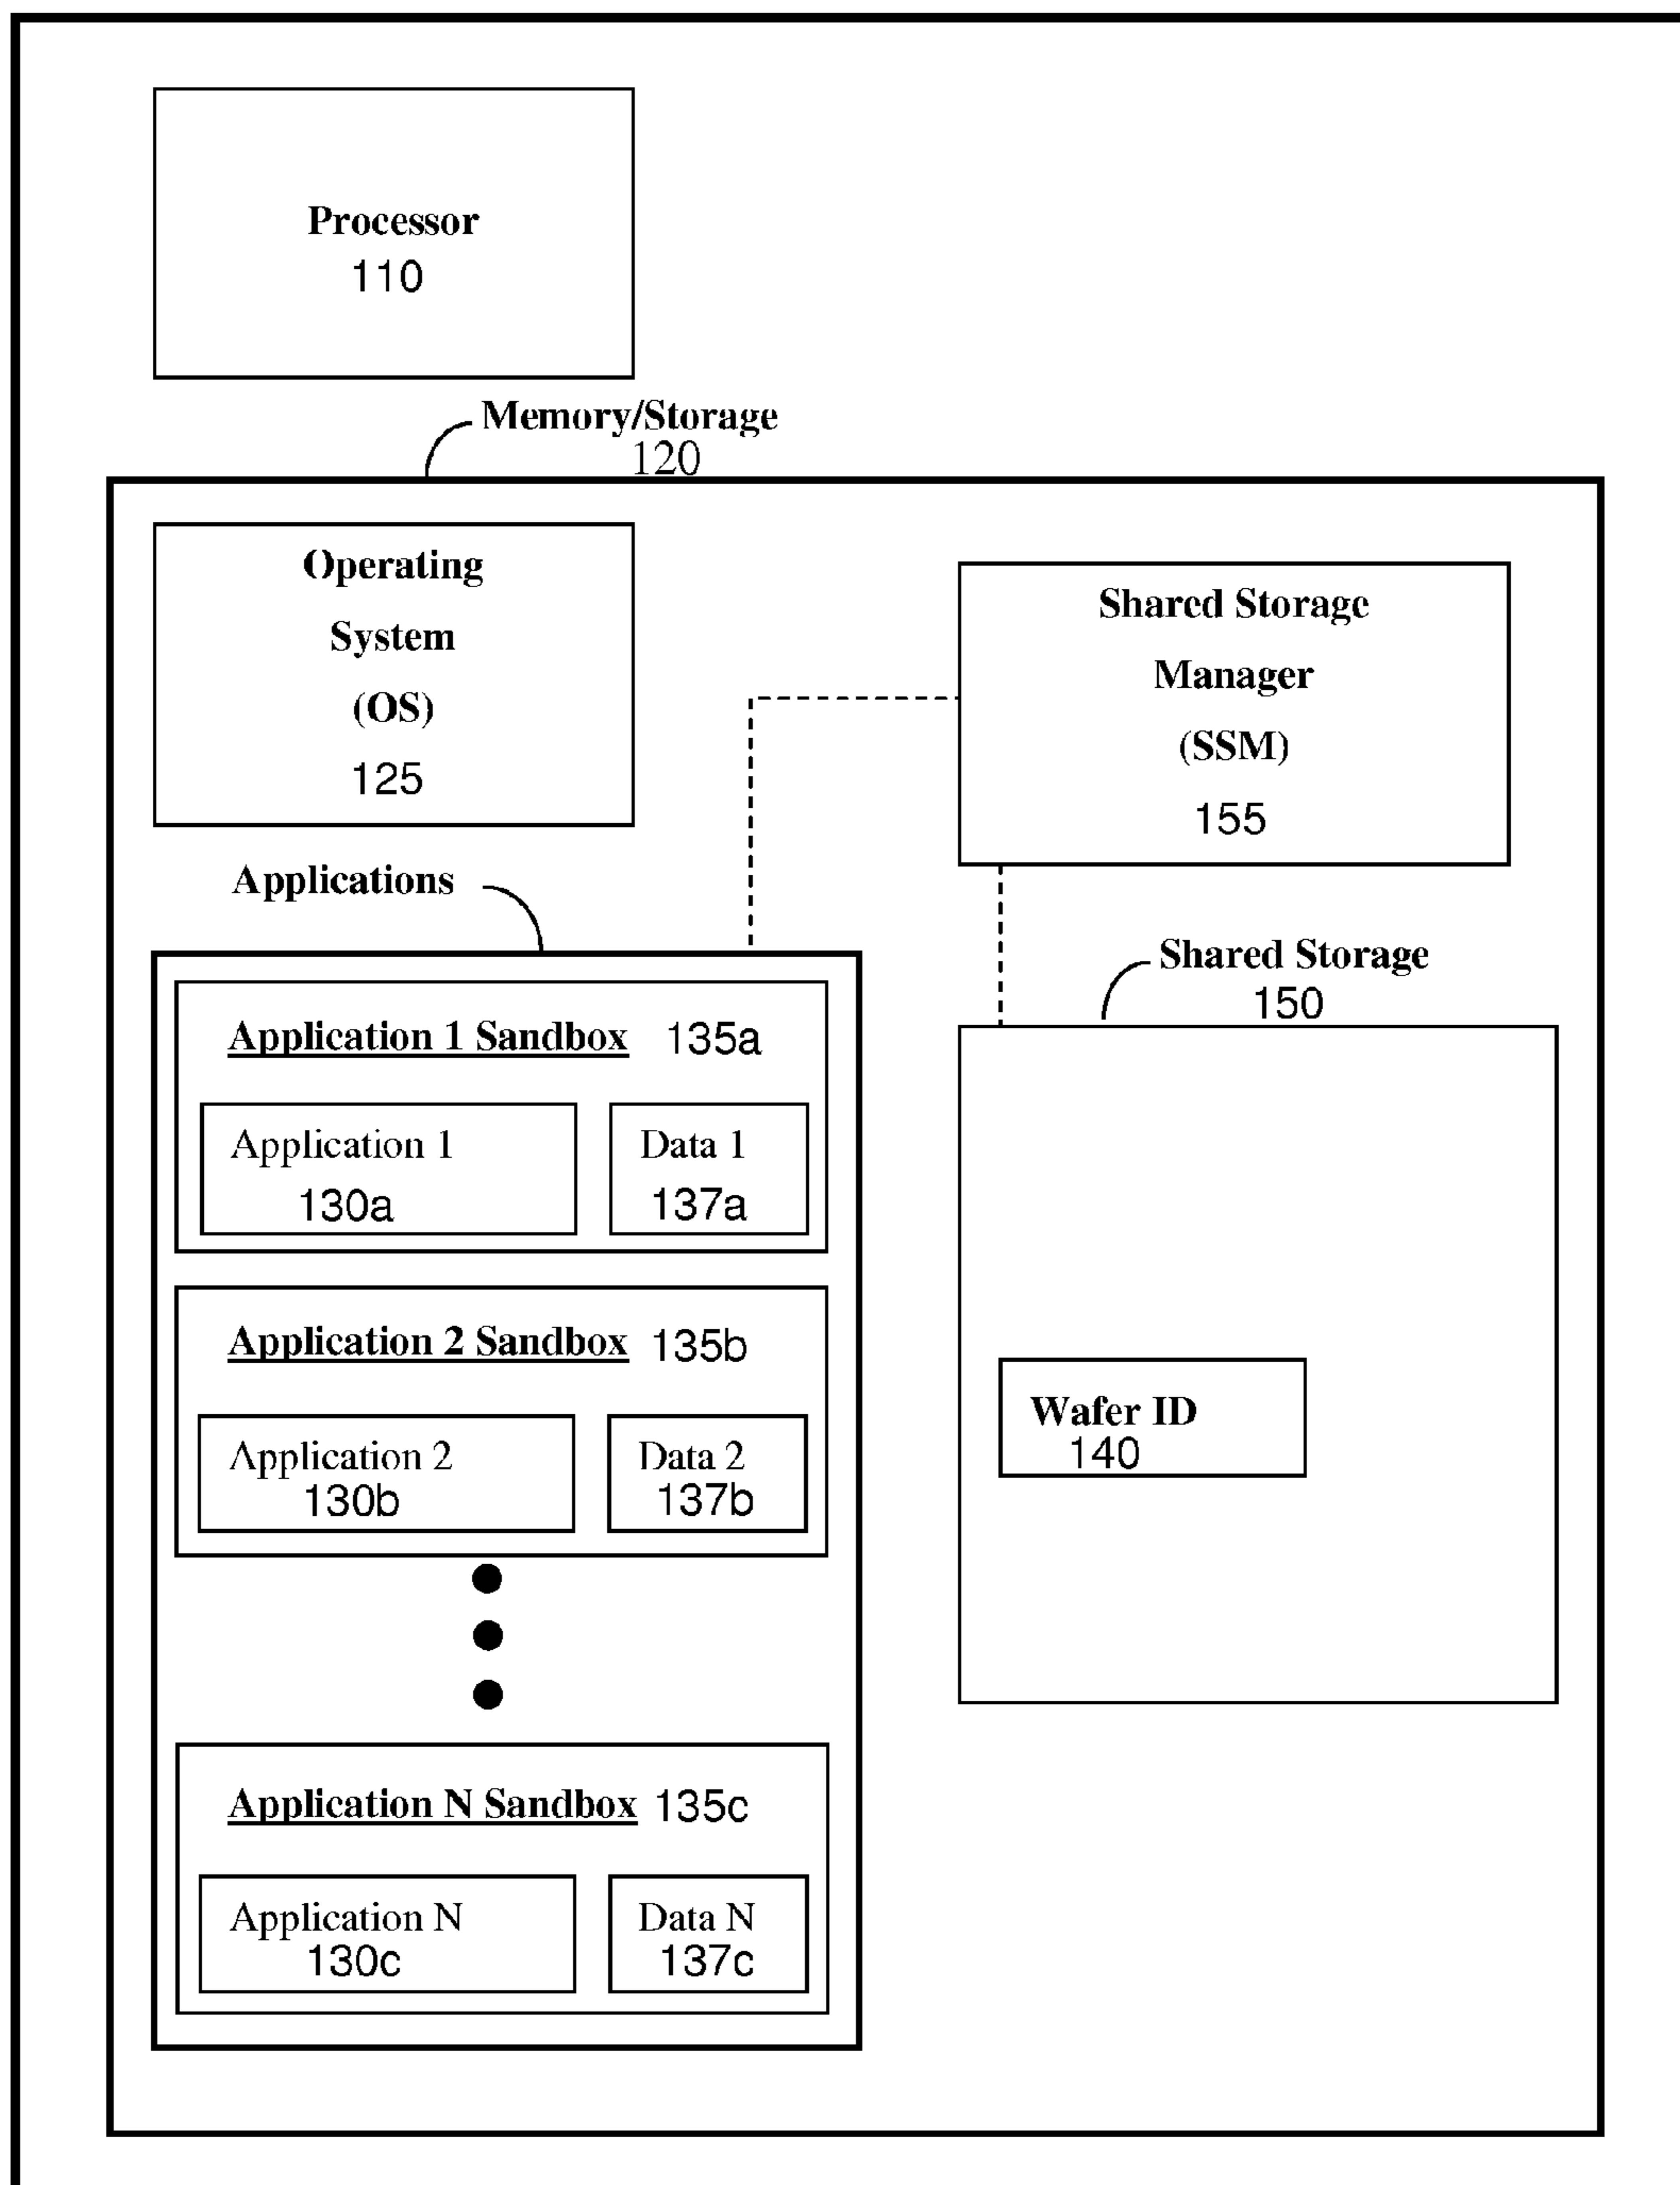 Processor
110
Memory/Storage
120
Operating
System
(OS)
125
Shared Storage
Manager
(SSM)
155
Applications
Shared Storage
150
Application 1 Sandbox 135a
Application 1
130a
Data 1
137a
Application 2 Sandbox 135b
Application 2
130b
Data 2
137b
Wafer ID
140
Application N Sandbox 135c
Application N
130c
Data N
137c